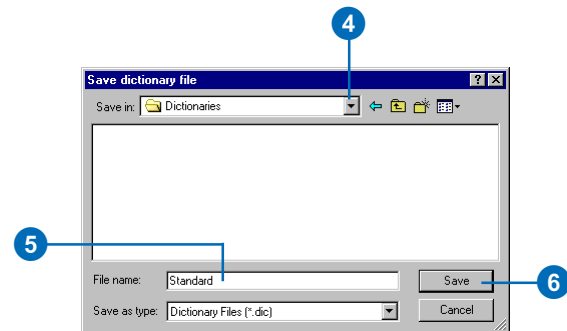 4
Save dictionary file
Save in: Dictionaries
5
File name: Standard Save
6
Save as type: Dictionary Files (*.dic) Cancel